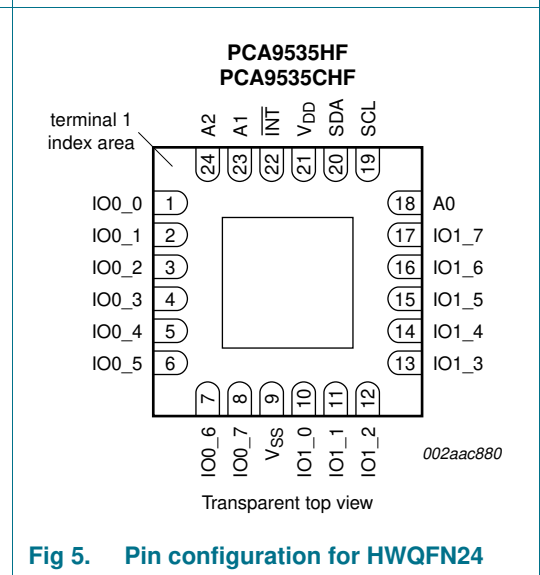 PCA9535HF
PCA9535CHF
terminal 1
index area
A2
A1
INT
VDD
SDA
SCL
24
23
22
21
20
19
IO0_0 1
IO0_1 2
IO0_2 3
IO0_3 4
IO0_4 5
IO0_5 6
18 A0
17 IO1_7
16 IO1_6
15 IO1_5
14 IO1_4
13 IO1_3
7
8
9
10
11
12
IO0_6
IO0_7
VSS
IO1_0
IO1_1
IO1_2
002aac880
Transparent top view
Fig 5. Pin configuration for HWQFN24